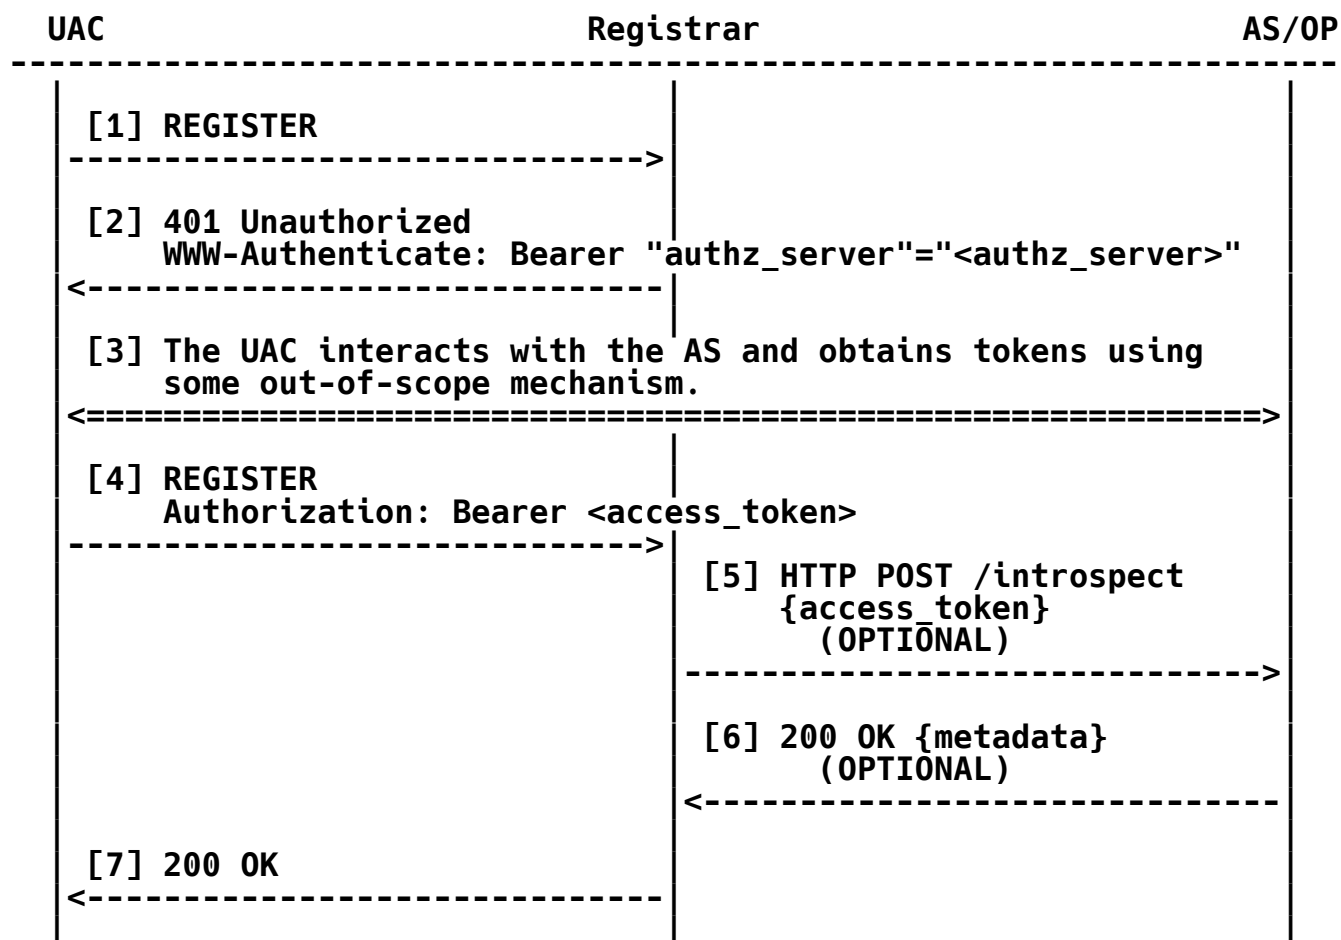 UAC Registrar AS/OP
---------------------------------------------------------------------
[1] REGISTER
------------------------------>
[2] 401 Unauthorized
WWW-Authenticate: Bearer "authz_server"="<authz_server>"
<------------------------------
[3] The UAC interacts with the AS and obtains tokens using
some out-of-scope mechanism.
<=============================================================>
[4] REGISTER
Authorization: Bearer <access_token>
------------------------------>
[5] HTTP POST /introspect
{access_token}
(OPTIONAL)
------------------------------>
[6] 200 OK {metadata}
(OPTIONAL)
<------------------------------
[7] 200 OK
<------------------------------